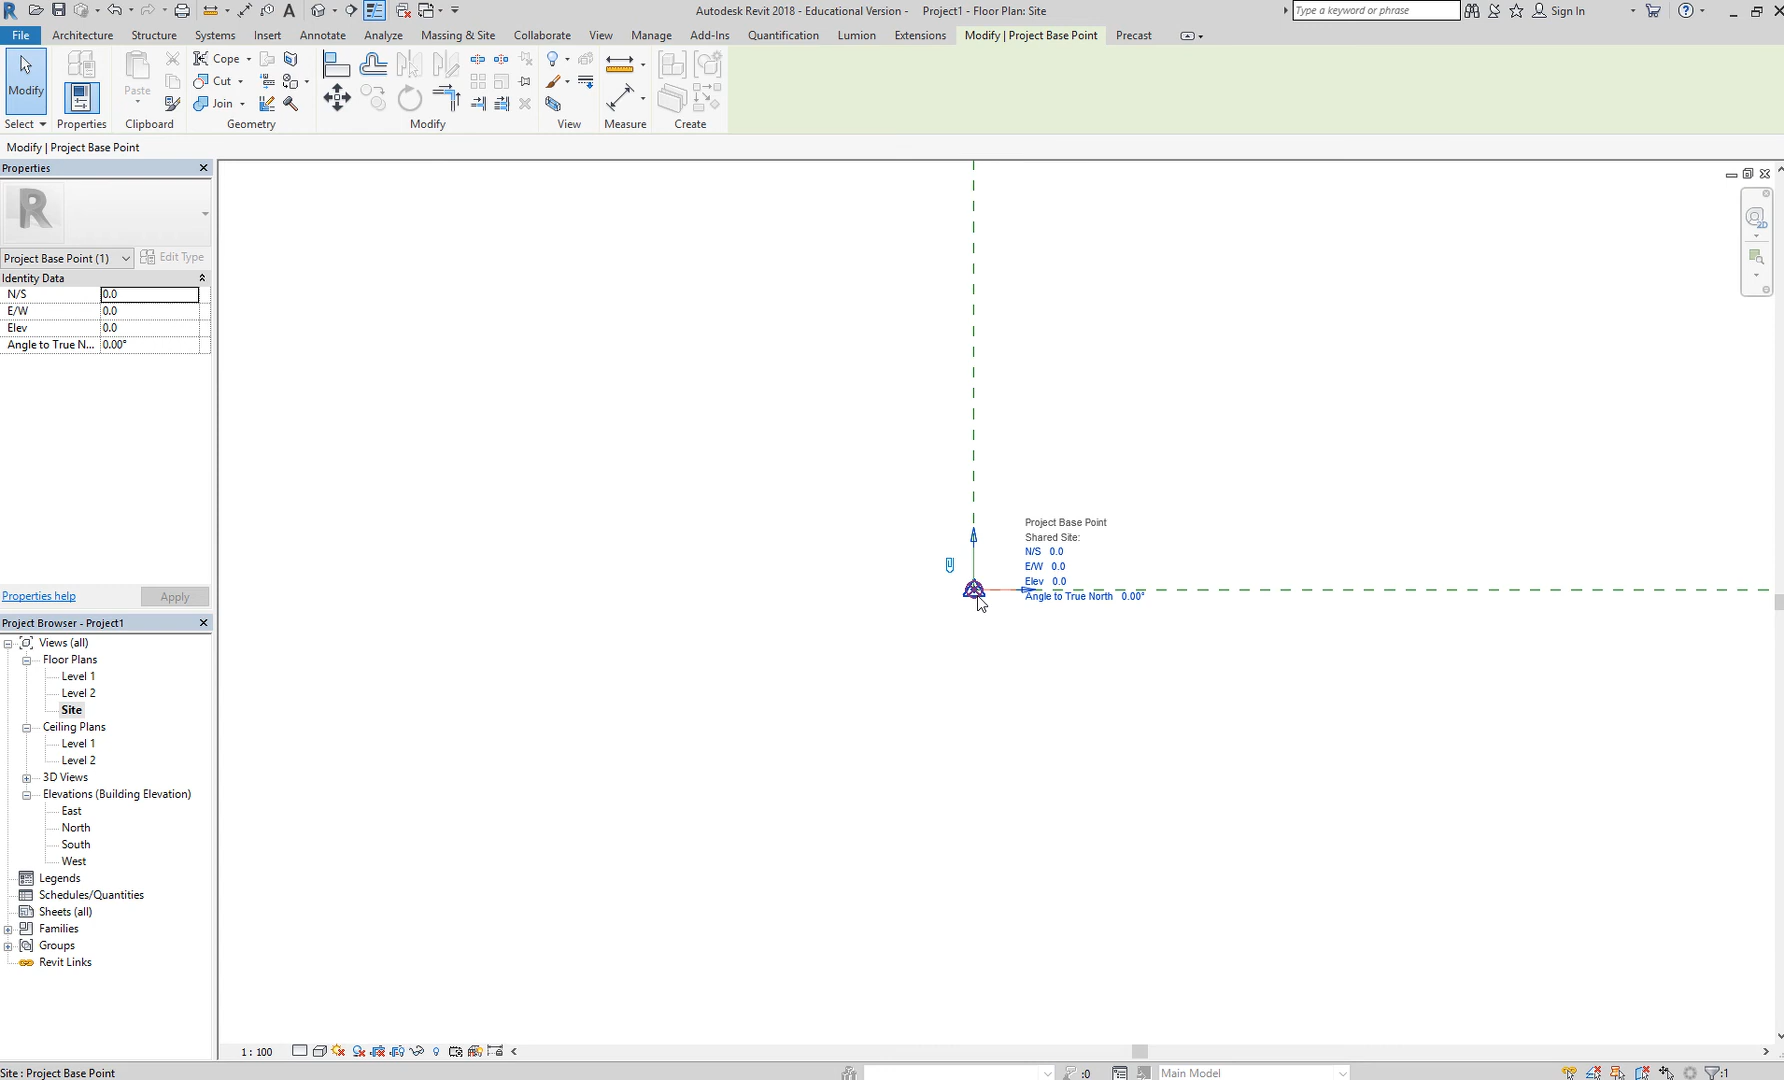 Autodesk Revit 2018 - Educational Version - Project1 - Floor Plan: Site
Type a keyword or phrase
Sign In
File Architecture Structure Systems Insert Annotate Analyze Massing & Site Collaborate View Manage Add-Ins Quantification Lumion Extensions Modify | Project Base Point Precast
Modify
Paste
Cope
Cut
Join
Select Properties Clipboard Geometry Modify View Measure Create
Modify | Project Base Point
Properties
Project Base Point (1) Edit Type
Identity Data
N/S 0.0
E/W 0.0
Elev 0.0
Angle to True N... 0.00°
Properties help Apply
Project Browser - Project1
Views (all)
Floor Plans
Level 1
Level 2
Site
Ceiling Plans
Level 1
Level 2
3D Views
Elevations (Building Elevation)
East
North
South
West
Legends
Schedules/Quantities
Sheets (all)
Families
Groups
Revit Links
Project Base Point
Shared Site:
N/S 0.0
E/W 0.0
Elev 0.0
Angle to True North 0.00°
2D
1 : 100
Site : Project Base Point
:0
Main Model
:1